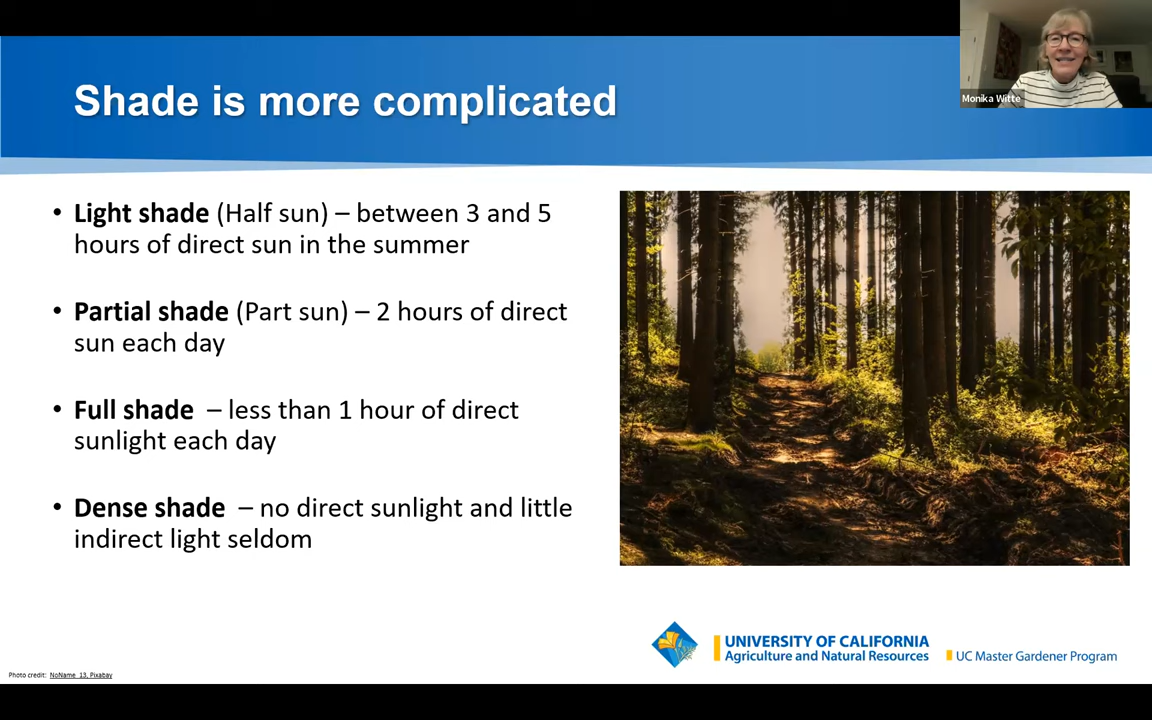 Shade is more complicated
Monika Witte
• Light shade (Half sun) – between 3 and 5
hours of direct sun in the summer
• Partial shade (Part sun) – 2 hours of direct
sun each day
• Full shade – less than 1 hour of direct
sunlight each day
• Dense shade – no direct sunlight and little
indirect light seldom
UNIVERSITY OF CALIFORNIA
Agriculture and Natural Resources
UC Master Gardener Program
Photo credit: NoName_13, Pixabay